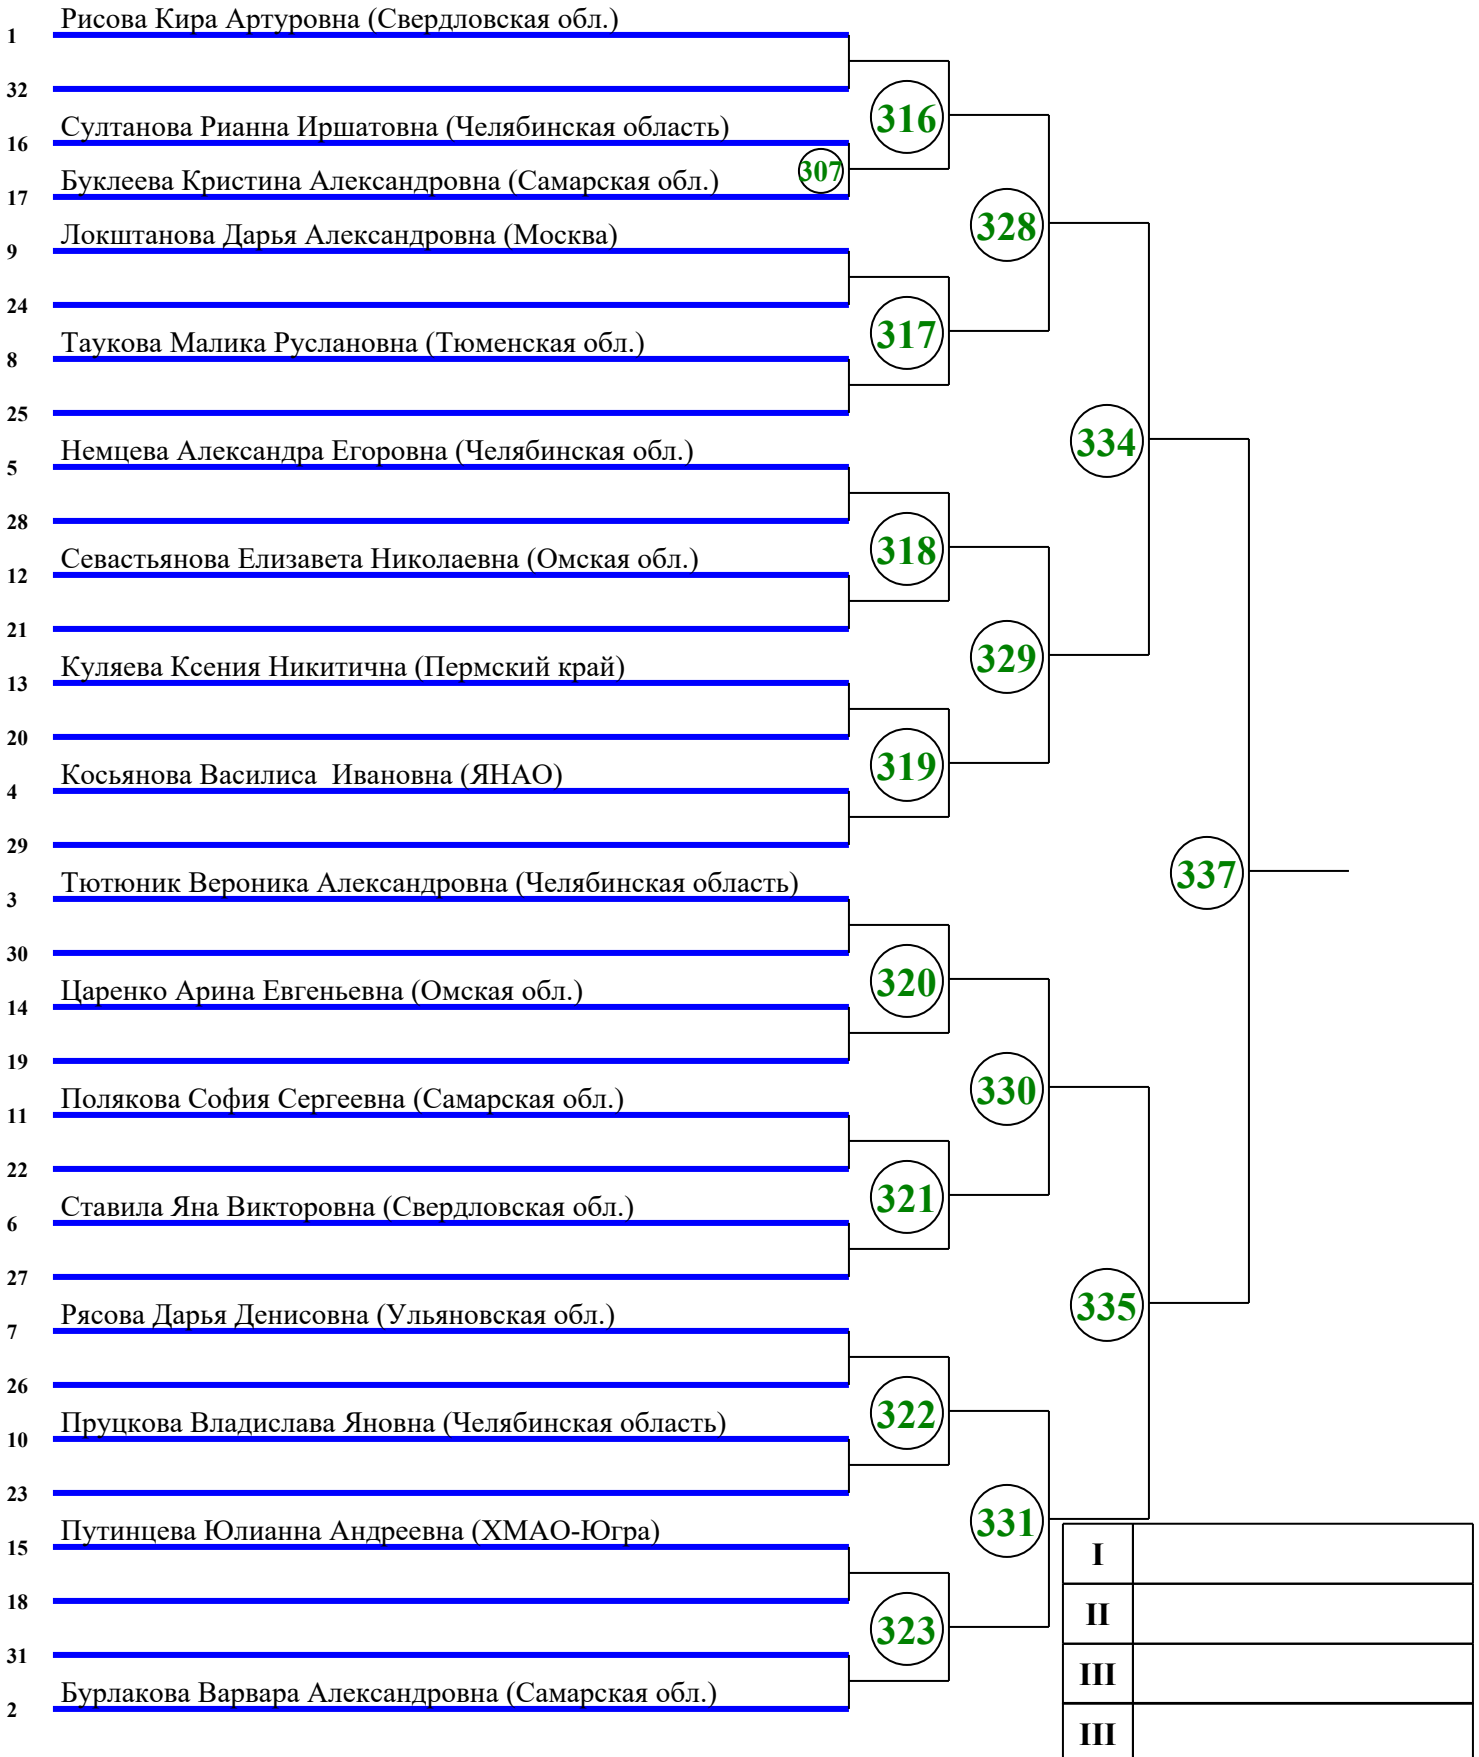 Рисова Кира Артуровна (Свердловская обл.)
1
32
316
Султанова Рианна Иршатовна (Челябинская область)
16
307
Буклеева Кристина Александровна (Самарская обл.)
17
328
Локштанова Дарья Александровна (Москва)
9
24
317
Таукова Малика Руслановна (Тюменская обл.)
8
25
334
Немцева Александра Егоровна (Челябинская обл.)
5
28
318
Севастьянова Елизавета Николаевна (Омская обл.)
12
21
329
Куляева Ксения Никитична (Пермский край)
13
20
319
Косьянова Василиса  Ивановна (ЯНАО)
4
29
337
Тютюник Вероника Александровна (Челябинская область)
3
30
320
Царенко Арина Евгеньевна (Омская обл.)
14
19
330
Полякова София Сергеевна (Самарская обл.)
11
22
321
Ставила Яна Викторовна (Свердловская обл.)
6
27
335
Рясова Дарья Денисовна (Ульяновская обл.)
7
26
322
Пруцкова Владислава Яновна (Челябинская область)
10
23
331
Путинцева Юлианна Андреевна (ХМАО-Югра)
15
I
18
II
323
31
III
Бурлакова Варвара Александровна (Самарская обл.)
2
III